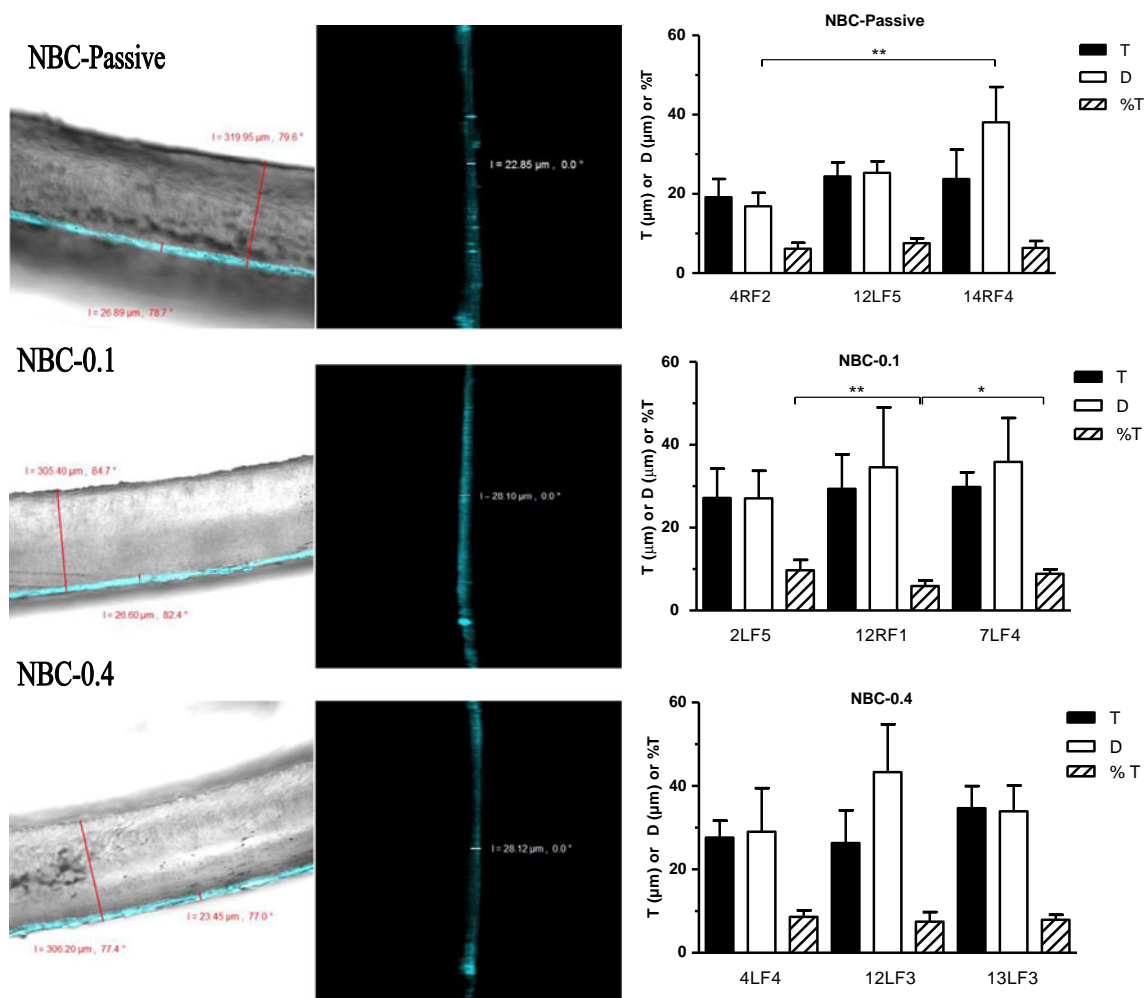 NBC-Passive
l = 319.95 µm , 79.6 °
l = 26.89 µm , 78.7 °
l = 22.85 µm , 0.0 °
NBC-Passive
T (µm) or D (µm) or %T
60
40
20
0
**
4RF2 12LF5 14RF4
T
D
%T
NBC-0.1
l = 305.40 µm , 84.7 °
l = 26.60 µm , 82.4 °
l = 28.10 µm , 0.0 °
NBC-0.1
T (µm) or D (µm) or %T
60
40
20
0
** *
2LF5 12RF1 7LF4
T
D
%T
NBC-0.4
l = 306.20 µm , 77.4 °
l = 23.45 µm , 77.0 °
l = 28.12 µm , 0.0 °
NBC-0.4
T (µm) or D (µm) or %T
60
40
20
0
4LF4 12LF3 13LF3
T
D
% T